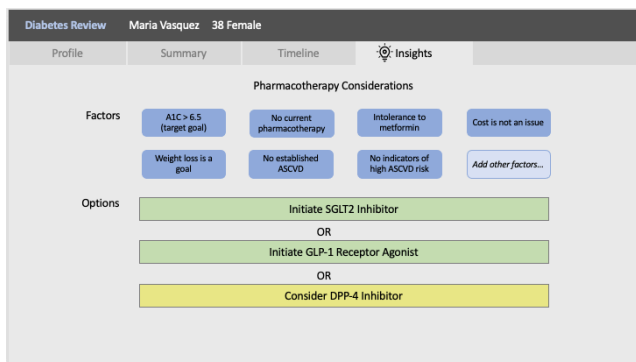 Diabetes Review Maria Vasquez 38 Female
Profile Summary Timeline Insights
Pharmacotherapy Considerations
Factors
A1C > 6.5
(target goal)
No current
pharmacotherapy
Intolerance to
metformin
Cost is not an issue
Weight loss is a
goal
No established
ASCVD
No indicators of
high ASCVD risk
Add other factors...
Options
Initiate SGLT2 Inhibitor
OR
Initiate GLP-1 Receptor Agonist
OR
Consider DPP-4 Inhibitor